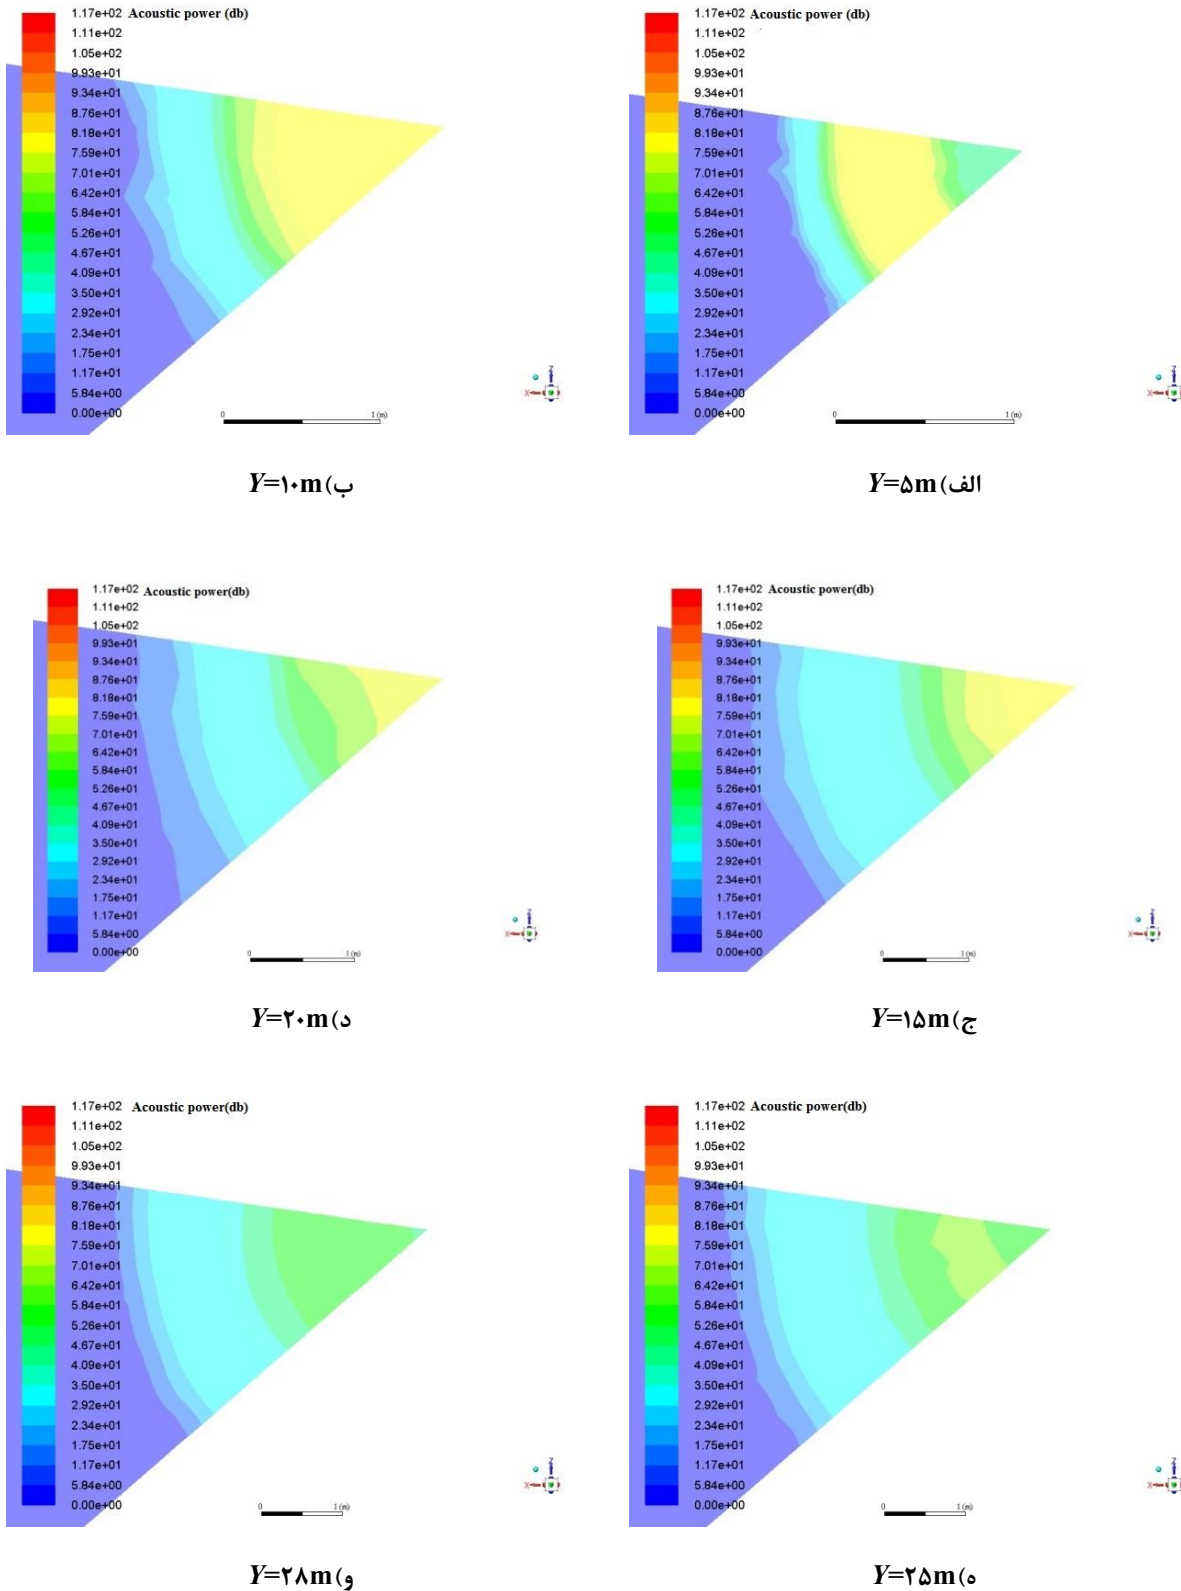 1.17e+02 Acoustic power (db)
1.11e+02
1.05e+02
9.93e+01
9.34e+01
8.76e+01
8.18e+01
7.59e+01
7.01e+01
6.42e+01
5.84e+01
5.26e+01
4.67e+01
4.09e+01
3.50e+01
2.92e+01
2.34e+01
1.75e+01
1.17e+01
5.84e+00
0.00e+00
0 1 (m)
Z
X
الف) Y=۵m
1.17e+02 Acoustic power (db)
1.11e+02
1.05e+02
9.93e+01
9.34e+01
8.76e+01
8.18e+01
7.59e+01
7.01e+01
6.42e+01
5.84e+01
5.26e+01
4.67e+01
4.09e+01
3.50e+01
2.92e+01
2.34e+01
1.75e+01
1.17e+01
5.84e+00
0.00e+00
0 1 (m)
Z
X
ب) Y=۱۰m
1.17e+02 Acoustic power(db)
1.11e+02
1.05e+02
9.93e+01
9.34e+01
8.76e+01
8.18e+01
7.59e+01
7.01e+01
6.42e+01
5.84e+01
5.26e+01
4.67e+01
4.09e+01
3.50e+01
2.92e+01
2.34e+01
1.75e+01
1.17e+01
5.84e+00
0.00e+00
0 1 (m)
Z
X
ج) Y=۱۵m
1.17e+02 Acoustic power(db)
1.11e+02
1.05e+02
9.93e+01
9.34e+01
8.76e+01
8.18e+01
7.59e+01
7.01e+01
6.42e+01
5.84e+01
5.26e+01
4.67e+01
4.09e+01
3.50e+01
2.92e+01
2.34e+01
1.75e+01
1.17e+01
5.84e+00
0.00e+00
0 1 (m)
Z
X
د) Y=۲۰m
1.17e+02 Acoustic power(db)
1.11e+02
1.05e+02
9.93e+01
9.34e+01
8.76e+01
8.18e+01
7.59e+01
7.01e+01
6.42e+01
5.84e+01
5.26e+01
4.67e+01
4.09e+01
3.50e+01
2.92e+01
2.34e+01
1.75e+01
1.17e+01
5.84e+00
0.00e+00
0 1 (m)
Z
X
ه) Y=۲۵m
1.17e+02 Acoustic power(db)
1.11e+02
1.05e+02
9.93e+01
9.34e+01
8.76e+01
8.18e+01
7.59e+01
7.01e+01
6.42e+01
5.84e+01
5.26e+01
4.67e+01
4.09e+01
3.50e+01
2.92e+01
2.34e+01
1.75e+01
1.17e+01
5.84e+00
0.00e+00
0 1 (m)
Z
X
و) Y=۲۸m